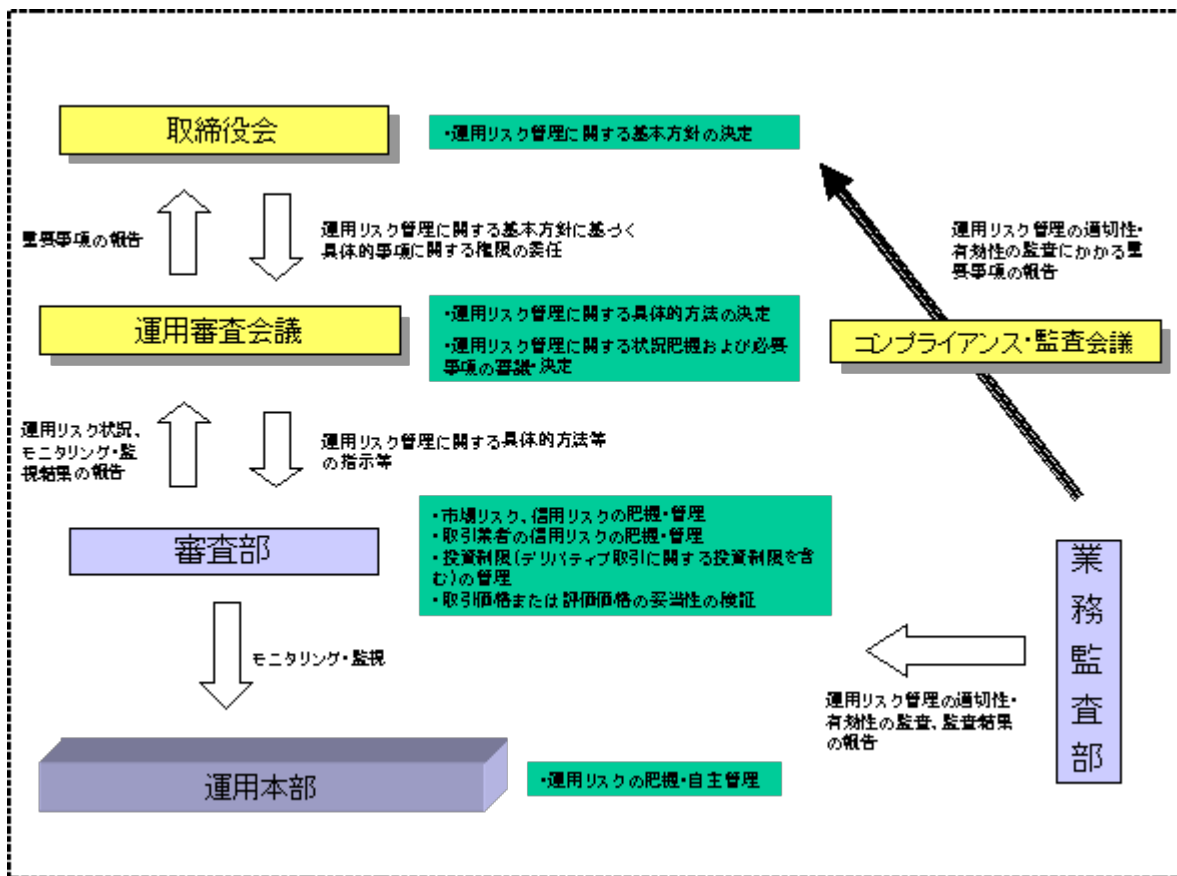 取締役会
・運用リスク管理に関する基本方針の決定
重要事項の報告
運用リスク管理に関する基本方針に基づく
具体的事項に関する権限の委任
運用リスク管理の適切性・
有効性の監査にかかる重
要事項の報告
運用審査会議
・運用リスク管理に関する具体的方法の決定
・運用リスク管理に関する状況把握および必要
事項の審議・決定
コンプライアンス・監査会議
運用リスク状況、
モニタリング・監
視結果の報告
運用リスク管理に関する具体的方法等
の指示等
審査部
・市場リスク、信用リスクの把握・管理
・取引業者の信用リスクの把握・管理
・投資制限(デリバティブ取引に関する投資制限を含
む)の管理
・取引価格または評価価格の妥当性の検証
業務監査部
モニタリング・監視
運用リスク管理の適切性・
有効性の監査、監査結果
の報告
運用本部
・運用リスクの把握・自主管理